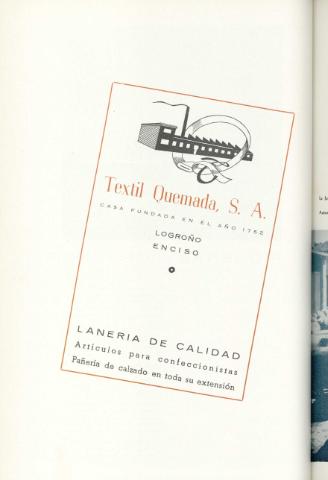 Textil Quemada, S. A.
CASA FUNDADA EN EL AÑO 1752
LOGROÑO
ENCISO
LANERIA DE CALIDAD
Artículos para confeccionistas
Pañería de calzado en toda su extensión